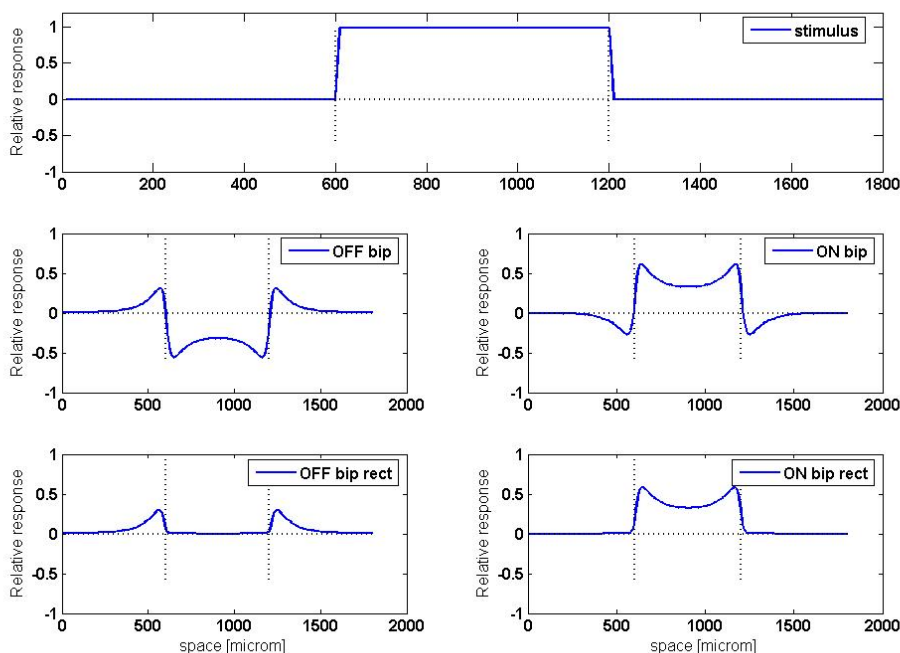 Relative response
1
0.5
0
-0.5
-1
stimulus
0 200 400 600 800 1000 1200 1400 1600 1800
Relative response
1
0.5
0
-0.5
-1
OFF bip
0 500 1000 1500 2000
Relative response
1
0.5
0
-0.5
-1
ON bip
0 500 1000 1500 2000
Relative response
1
0.5
0
-0.5
-1
OFF bip rect
0 500 1000 1500 2000
space [microm]
Relative response
1
0.5
0
-0.5
-1
ON bip rect
0 500 1000 1500 2000
space [microm]